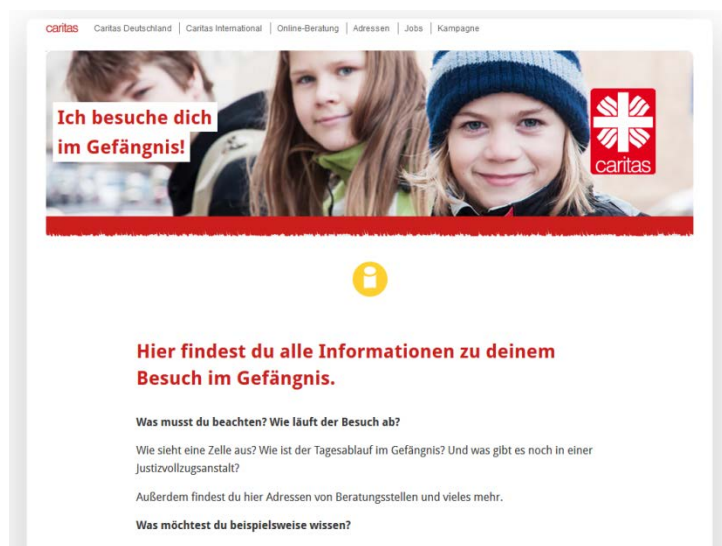 caritas Caritas Deutschland | Caritas International | Online-Beratung | Adressen | Jobs | Kampagne
Ich besuche dich
im Gefängnis!
caritas
Hier findest du alle Informationen zu deinem
Besuch im Gefängnis.
Was musst du beachten? Wie läuft der Besuch ab?
Wie sieht eine Zelle aus? Wie ist der Tagesablauf im Gefängnis? Und was gibt es noch in einer
Justizvollzugsanstalt?
Außerdem findest du hier Adressen von Beratungsstellen und vieles mehr.
Was möchtest du beispielsweise wissen?